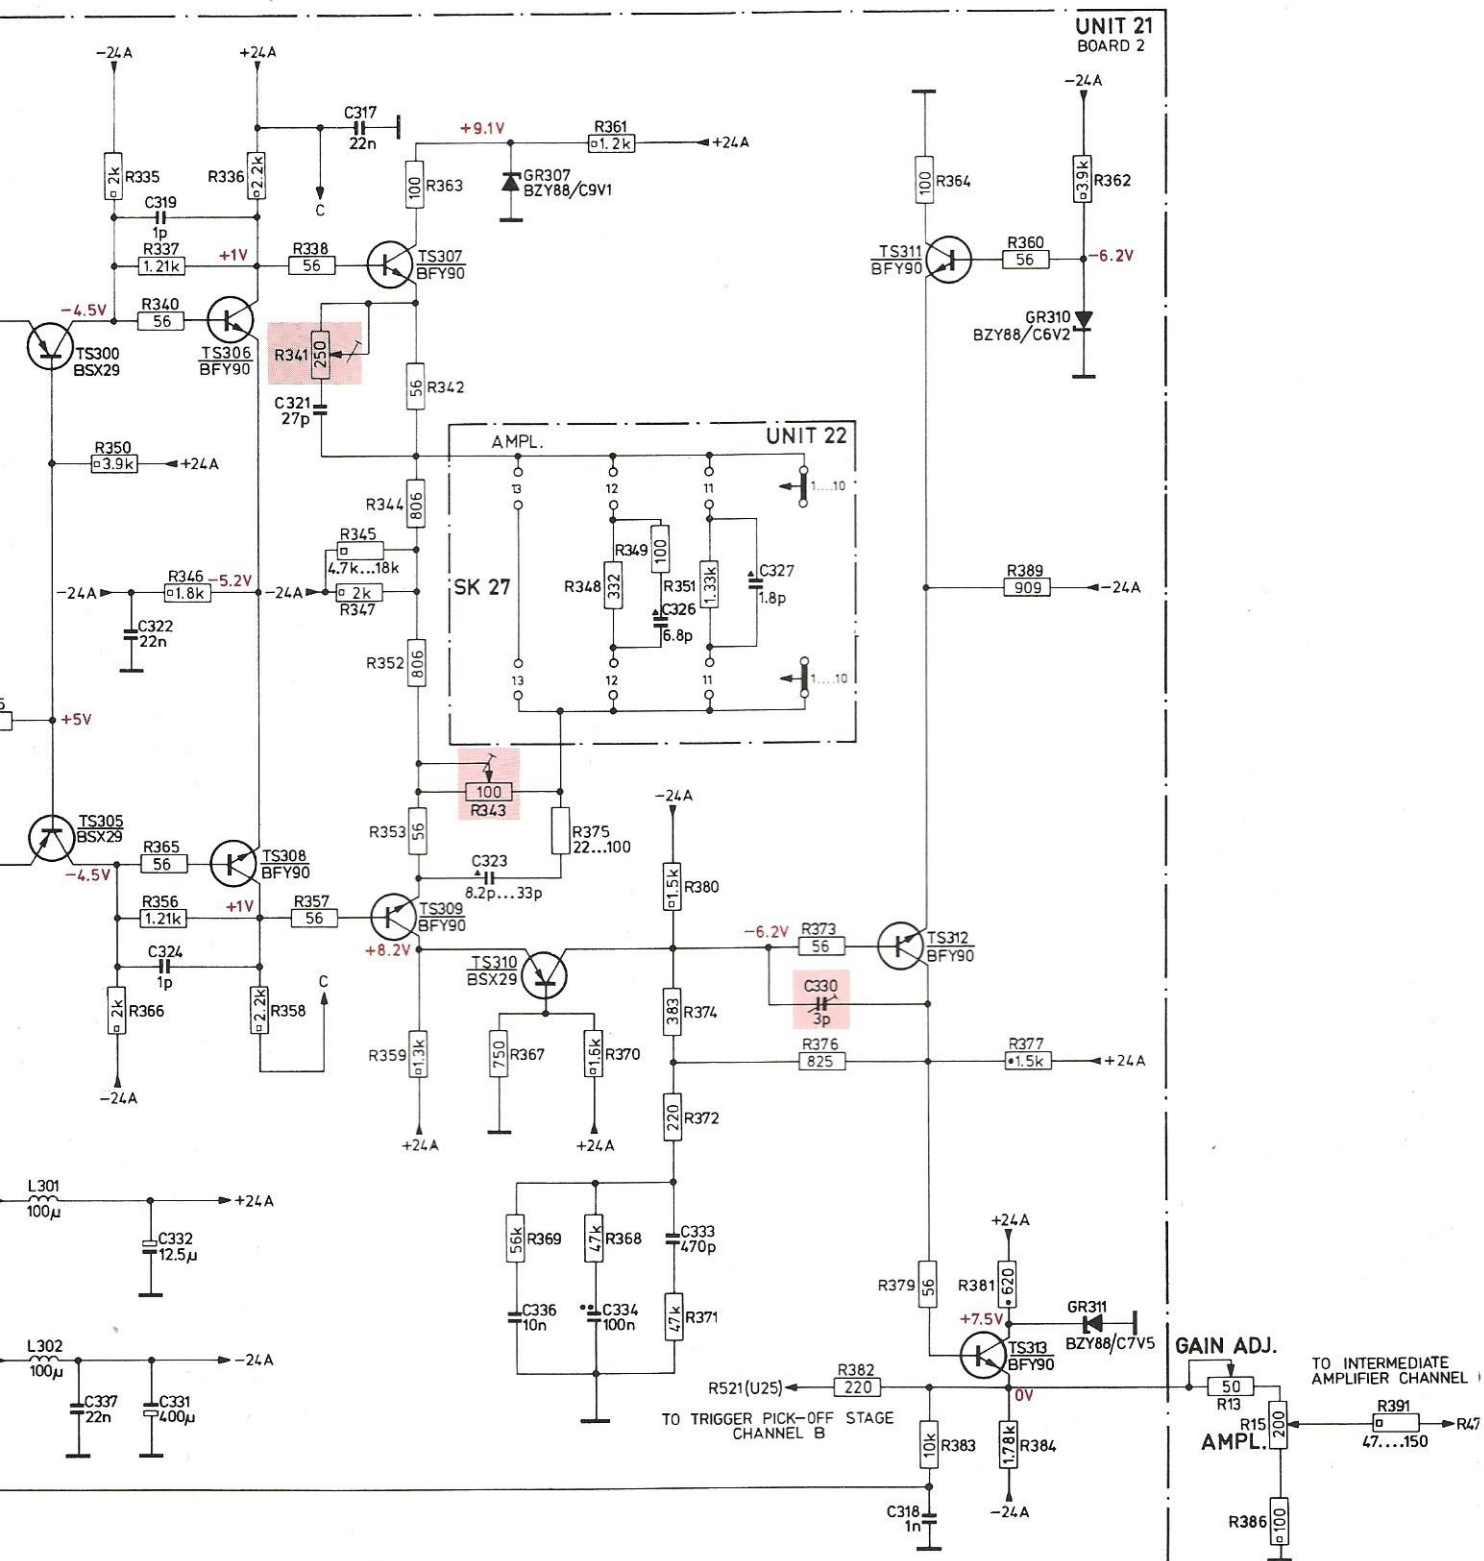 UNIT 21
BOARD 2
-24A
+24A
-24A
C317
22n
+9.1V
R361
1.2k
+24A
GR307
BZY88/C9V1
2k
R335
R336
2.2k
100
R363
100
R364
3.9k
R362
C
C319
1p
R337
1.21k
+1V
R338
56
TS307
BFY90
TS311
BFY90
R360
56
-6.2V
-4.5V
R340
56
GR310
BZY88/C6V2
TS300
BSX29
TS306
BFY90
R341
250
56
R342
C321
27p
AMPL.
UNIT 22
R350
3.9k
+24A
13
12
11
1....10
R344
806
R345
4.7k...18k
R349
100
-24A
R346
1.8k
-5.2V
-24A
2k
R347
SK 27
R348
332
R351
1.33k
C327
1.8p
R389
909
-24A
C326
6.8p
C322
22n
R352
806
13
12
11
1....10
5
+5V
100
R343
-24A
TS305
BSX29
R353
56
R375
22...100
R365
56
TS308
BFY90
C323
8.2p...33p
-4.5V
1.5k
R380
R356
1.21k
+1V
R357
56
TS309
BFY90
+8.2V
-6.2V
R373
56
TS312
BFY90
C324
1p
TS310
BSX29
C
C330
3p
2k
R366
2.2k
R358
383
R374
R359
1.3k
750
R367
1.6k
R370
R376
825
R377
1.5k
+24A
-24A
220
R372
+24A
+24A
L301
100µ
+24A
C332
12.5µ
56k
R369
47k
R368
C333
470p
+24A
R379
56
R381
620
C336
10n
C334
100n
47k
R371
+7.5V
GR311
BZY88/C7V5
L302
100µ
-24A
TS313
BFY90
GAIN ADJ.
TO INTERMEDIATE
AMPLIFIER CHANNEL
R521(U25)
R382
220
0V
50
R13
C337
22n
C331
400µ
TO TRIGGER PICK-OFF STAGE
CHANNEL B
R15
200
R391
47....150
R47
AMPL.
10k
R383
1.78k
R384
C318
1n
-24A
R386
100